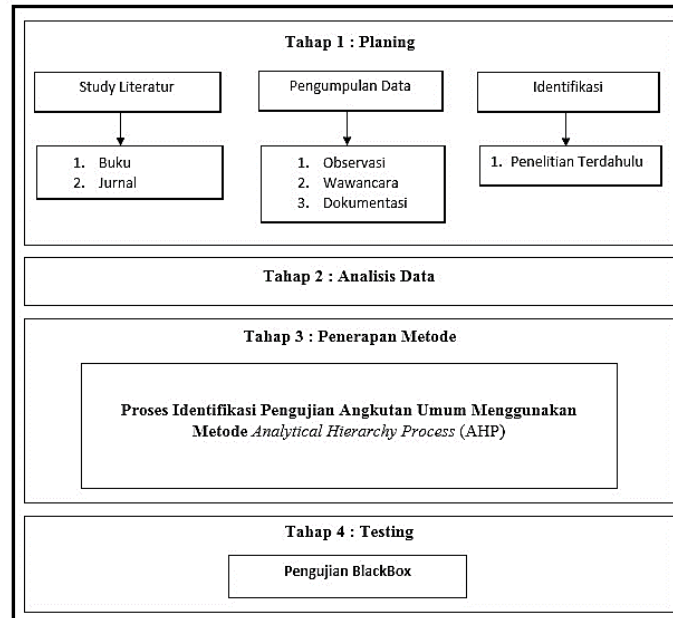 Tahap 1 : Planing
Study Literatur
Pengumpulan Data
Identifikasi
1. Buku
2. Jurnal
1. Observasi
2. Wawancara
3. Dokumentasi
1. Penelitian Terdahulu
Tahap 2 : Analisis Data
Tahap 3 : Penerapan Metode
Proses Identifikasi Pengujian Angkutan Umum Menggunakan
Metode Analytical Hierarchy Process (AHP)
Tahap 4 : Testing
Pengujian BlackBox